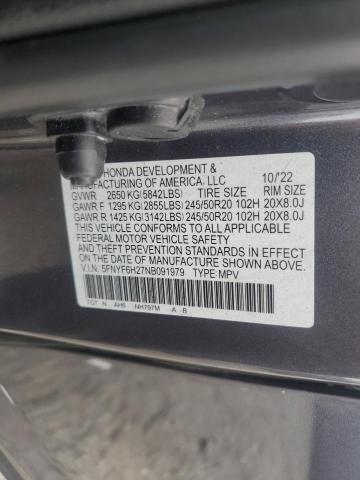 HONDA DEVELOPMENT &
MANUFACTURING OF AMERICA, LLC 10/'22
GVWR 2650 KG(5842LBS) TIRE SIZE RIM SIZE
GAWR F 1295 KG(2855LBS) 245/50R20 102H 20X8.0J
GAWR R 1425 KG(3142LBS) 245/50R20 102H 20X8.0J
THIS VEHICLE CONFORMS TO ALL APPLICABLE
FEDERAL MOTOR VEHICLE SAFETY, BUMPER, AND
THEFT PREVENTION STANDARDS IN EFFECT ON THE
DATE OF MANUFACTURE SHOWN ABOVE.
V.I.N. 5FNYF6H27NB091979 TYPE: MPV
TG7 N AH6 NH797M -A -B